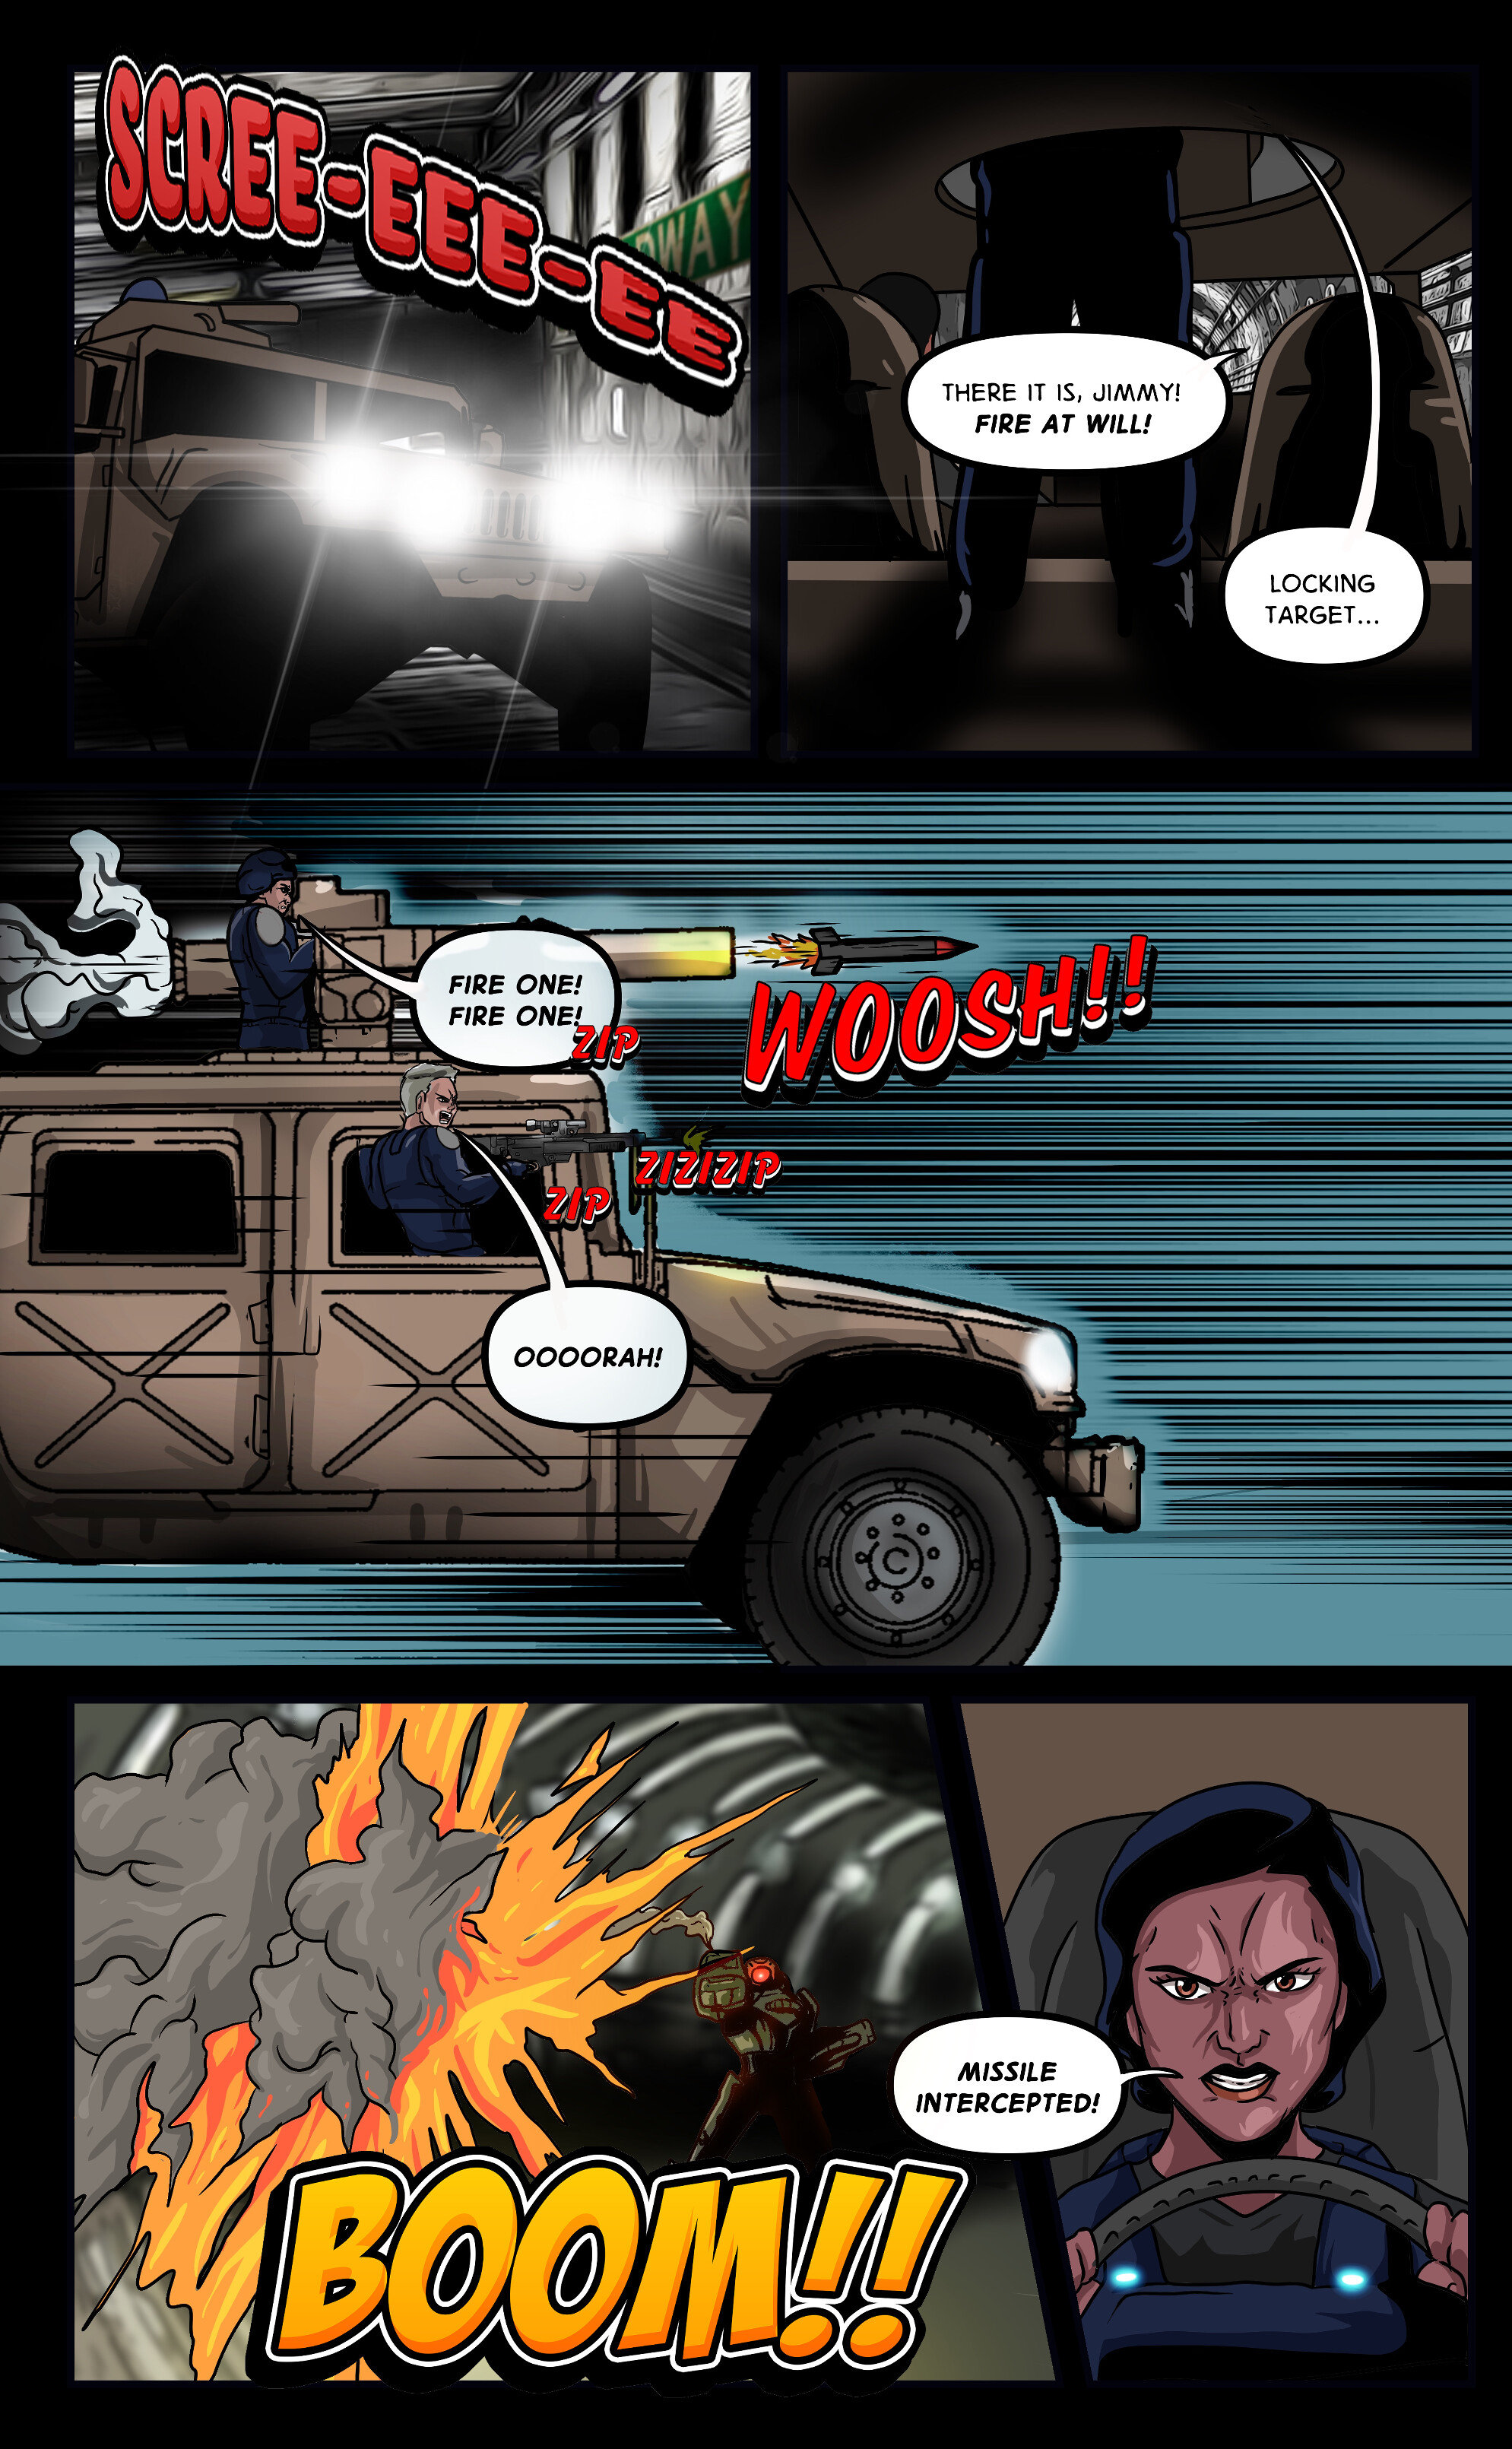 SCREE-EEE-EE
WAY
THERE IT IS, JIMMY!
FIRE AT WILL!
LOCKING
TARGET...
FIRE ONE!
FIRE ONE!
ZIP
WOOSH!!
ZIZIZIP
ZIP
OOOORAH!
MISSILE
INTERCEPTED!
BOOM!!